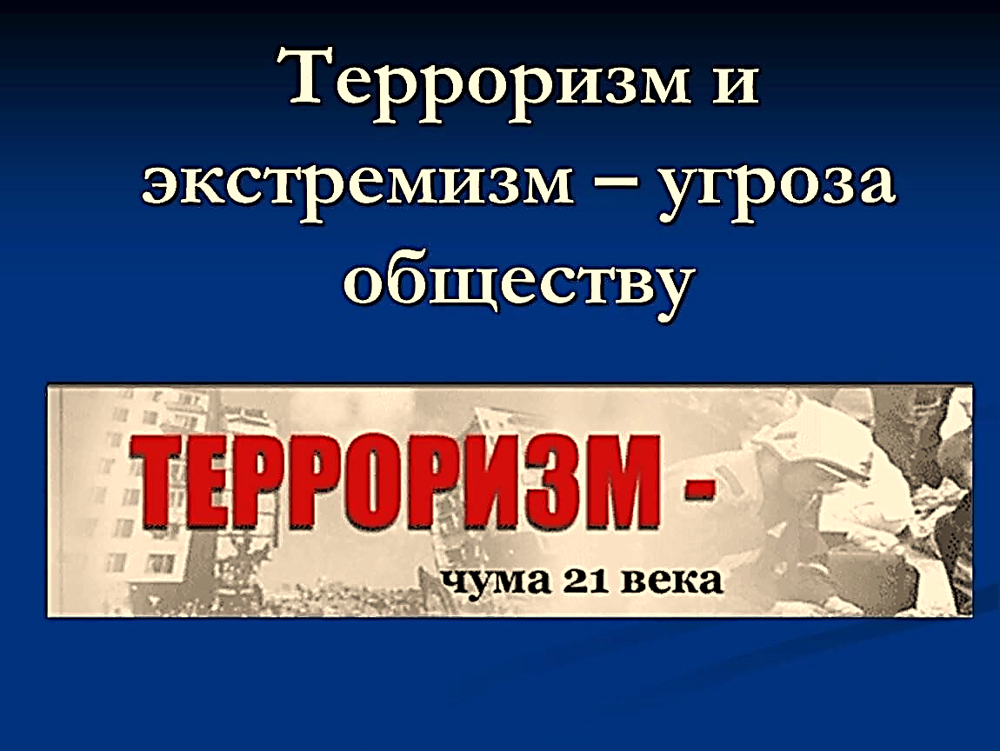 Терроризм и
экстремизм – угроза
обществу
ТЕРРОРИЗМ -
чума 21 века